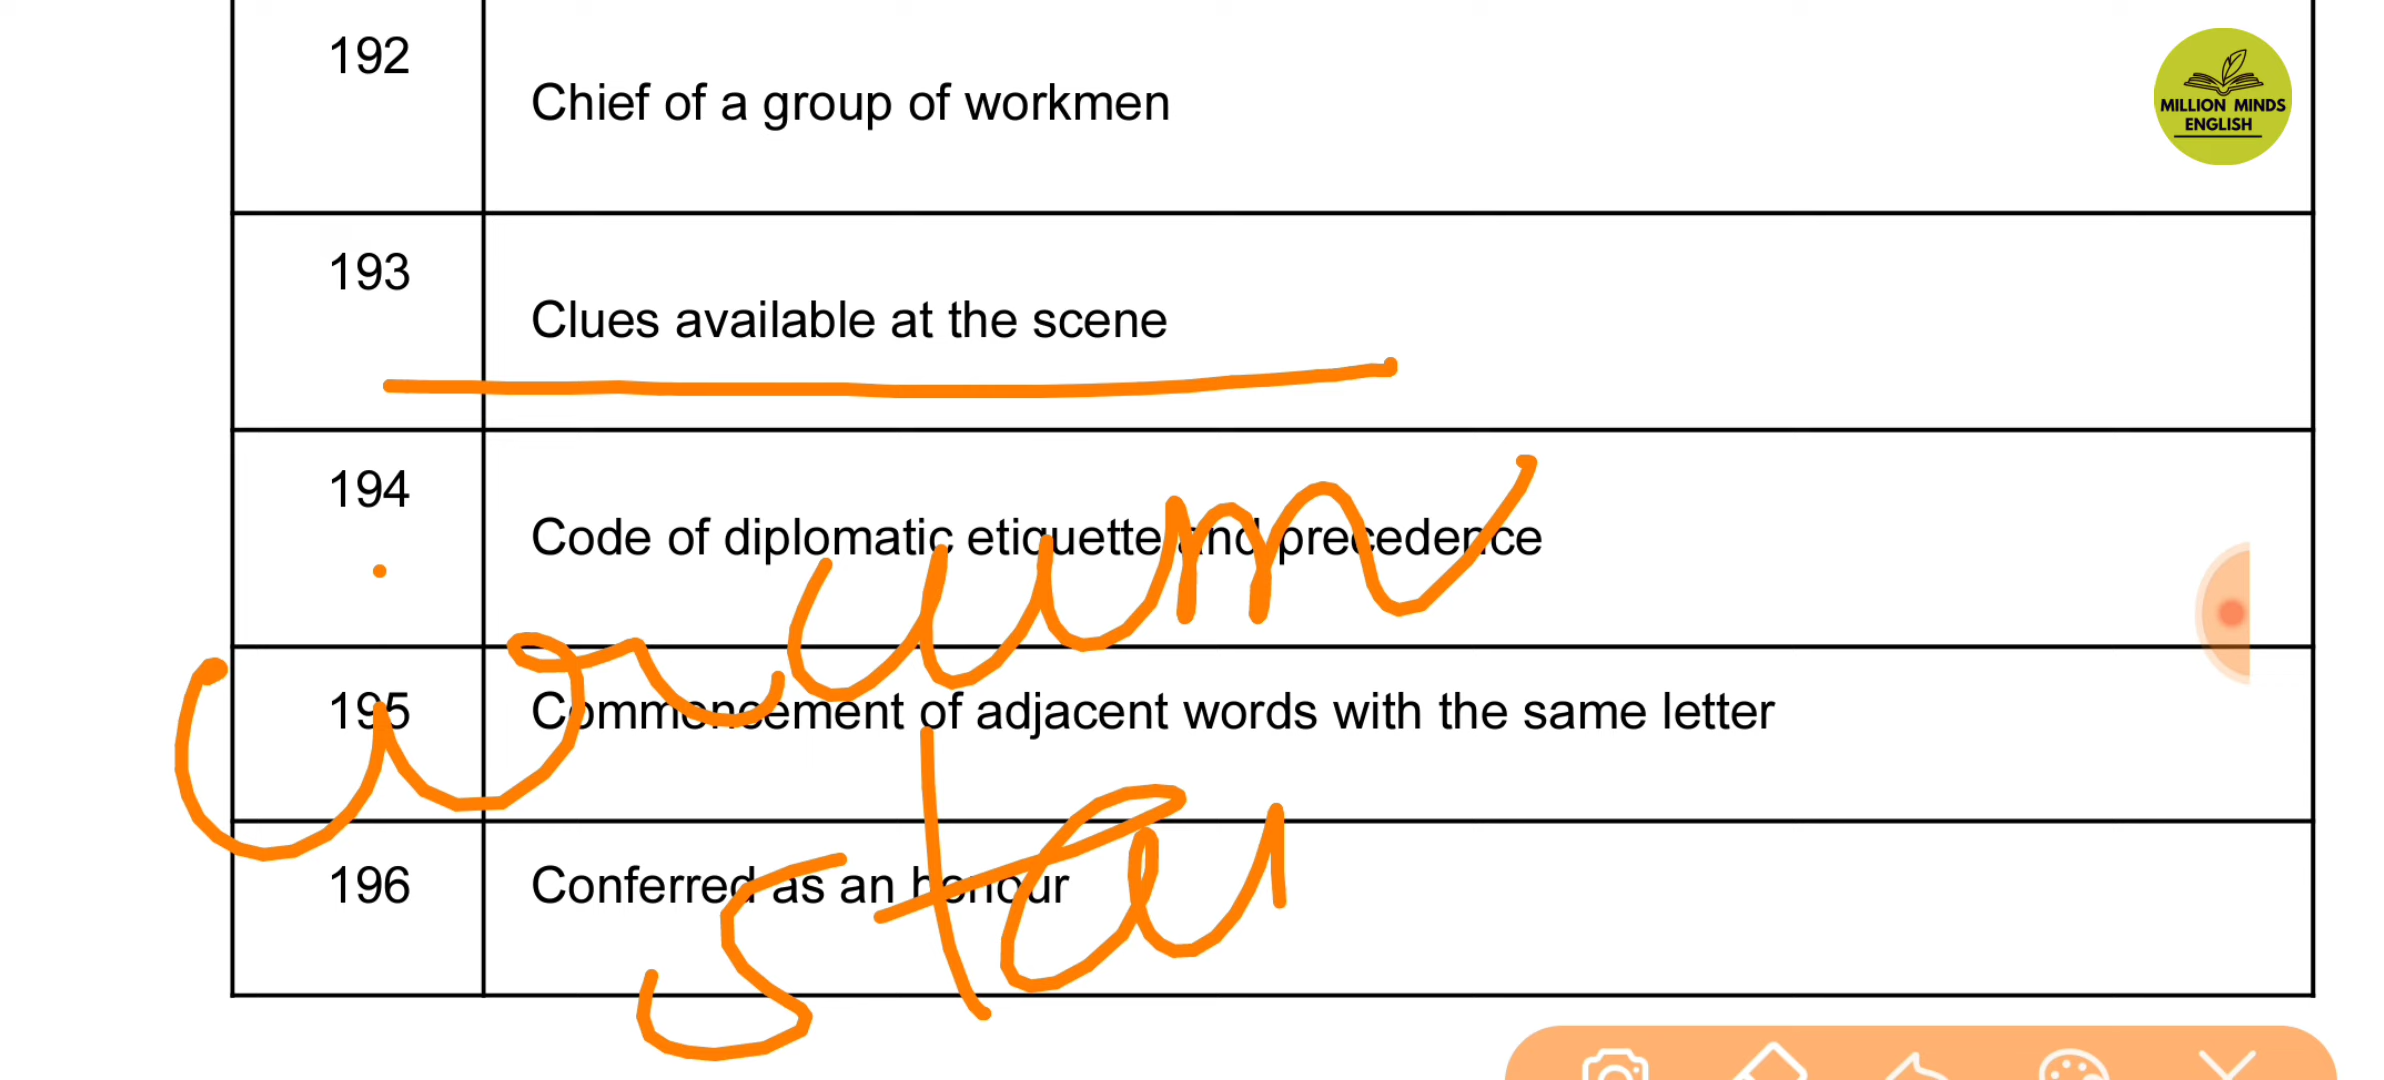 192
Chief of a group of workmen
MILLION MINDS
ENGLISH
193
Clues available at the scene
194
Code of diplomatic etiquette and precedence
195
Commencement of adjacent words with the same letter
196
Conferred as an honour